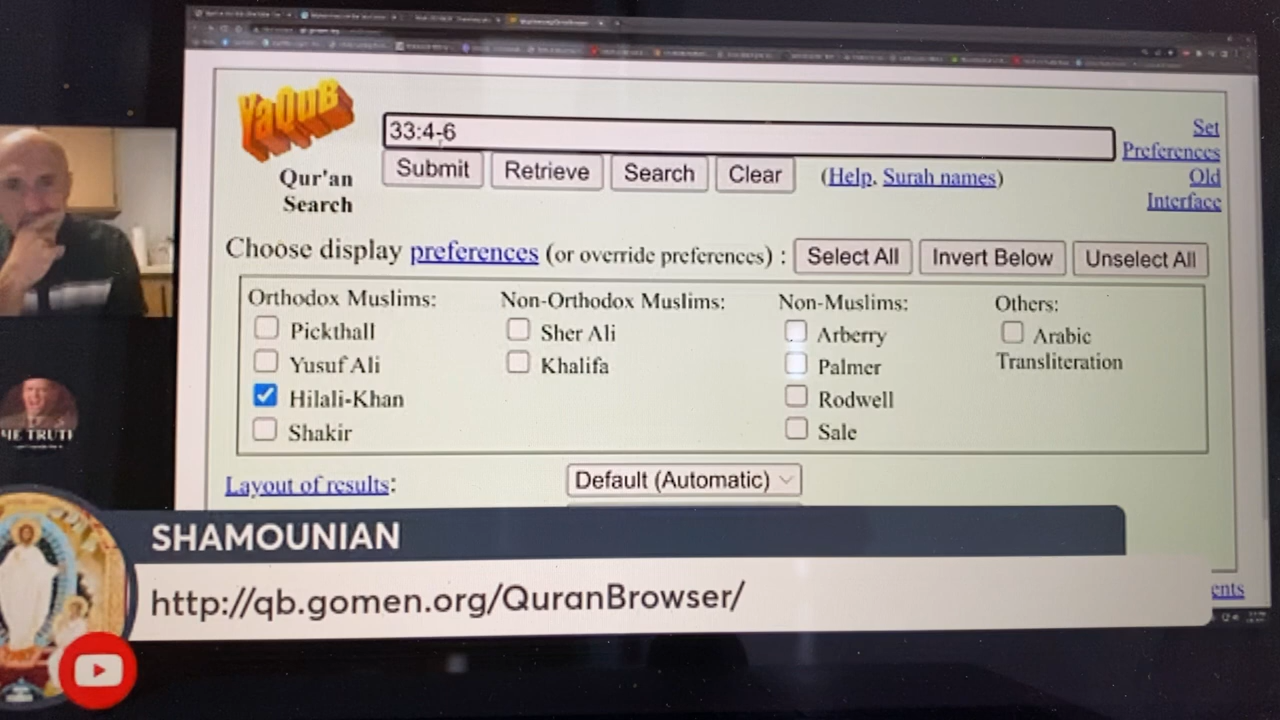 YaQuB
Qur'an
Search
33:4-6
Submit Retrieve Search Clear (Help, Surah names)
Set
Preferences
Old
Interface
Choose display preferences (or override preferences) : Select All Invert Below Unselect All
Orthodox Muslims: Non-Orthodox Muslims: Non-Muslims: Others:
Pickthall Sher Ali Arberry Arabic
Yusuf Ali Khalifa Palmer Transliteration
Hilali-Khan Rodwell
Shakir Sale
Layout of results: Default (Automatic)
SHAMOUNIAN
http://qb.gomen.org/QuranBrowser/